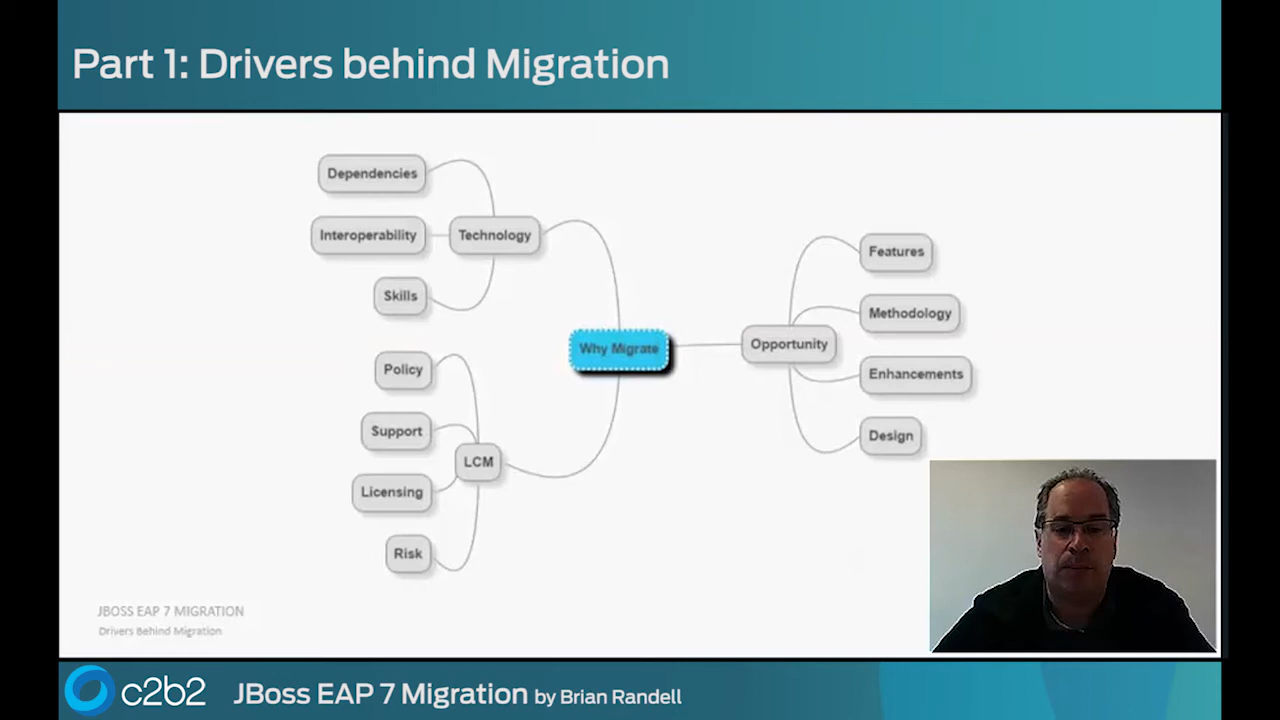 Part 1: Drivers behind Migration
Dependencies
Interoperability
Technology
Skills
Policy
Support
LCM
Licensing
Risk
Why Migrate
Opportunity
Features
Methodology
Enhancements
Design
JBOSS EAP 7 MIGRATION
Drivers Behind Migration
c2b2 JBoss EAP 7 Migration by Brian Randell